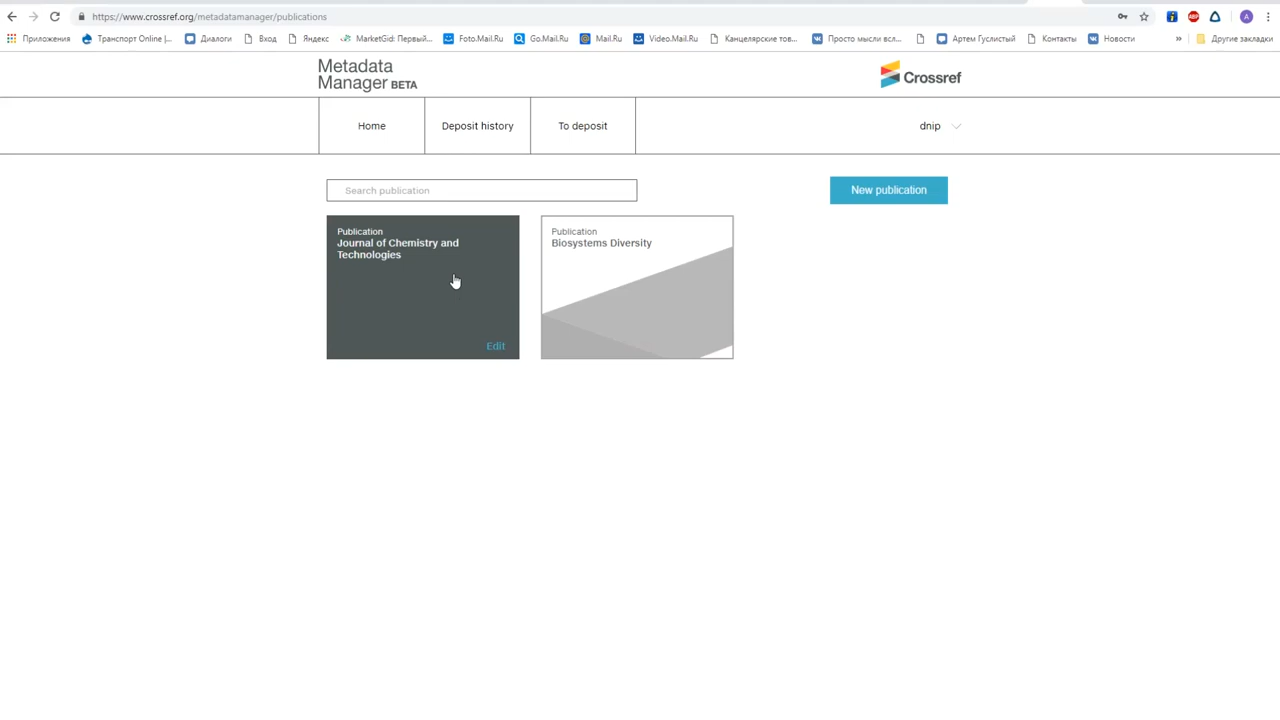 https://www.crossref.org/metadatamanager/publications
Приложения
Транспорт Online |...
Диалоги
Вход
Яндекс
MarketGid: Первый...
Foto.Mail.Ru
Go.Mail.Ru
Mail.Ru
Video.Mail.Ru
Канцелярские тов...
Просто мысли всл...
Артем Гуслистый
Контакты
Новости
»
Другие закладки
Metadata
Manager BETA
Crossref
Home
Deposit history
To deposit
dnip
Search publication
New publication
Publication
Journal of Chemistry and
Technologies
Edit
Publication
Biosystems Diversity